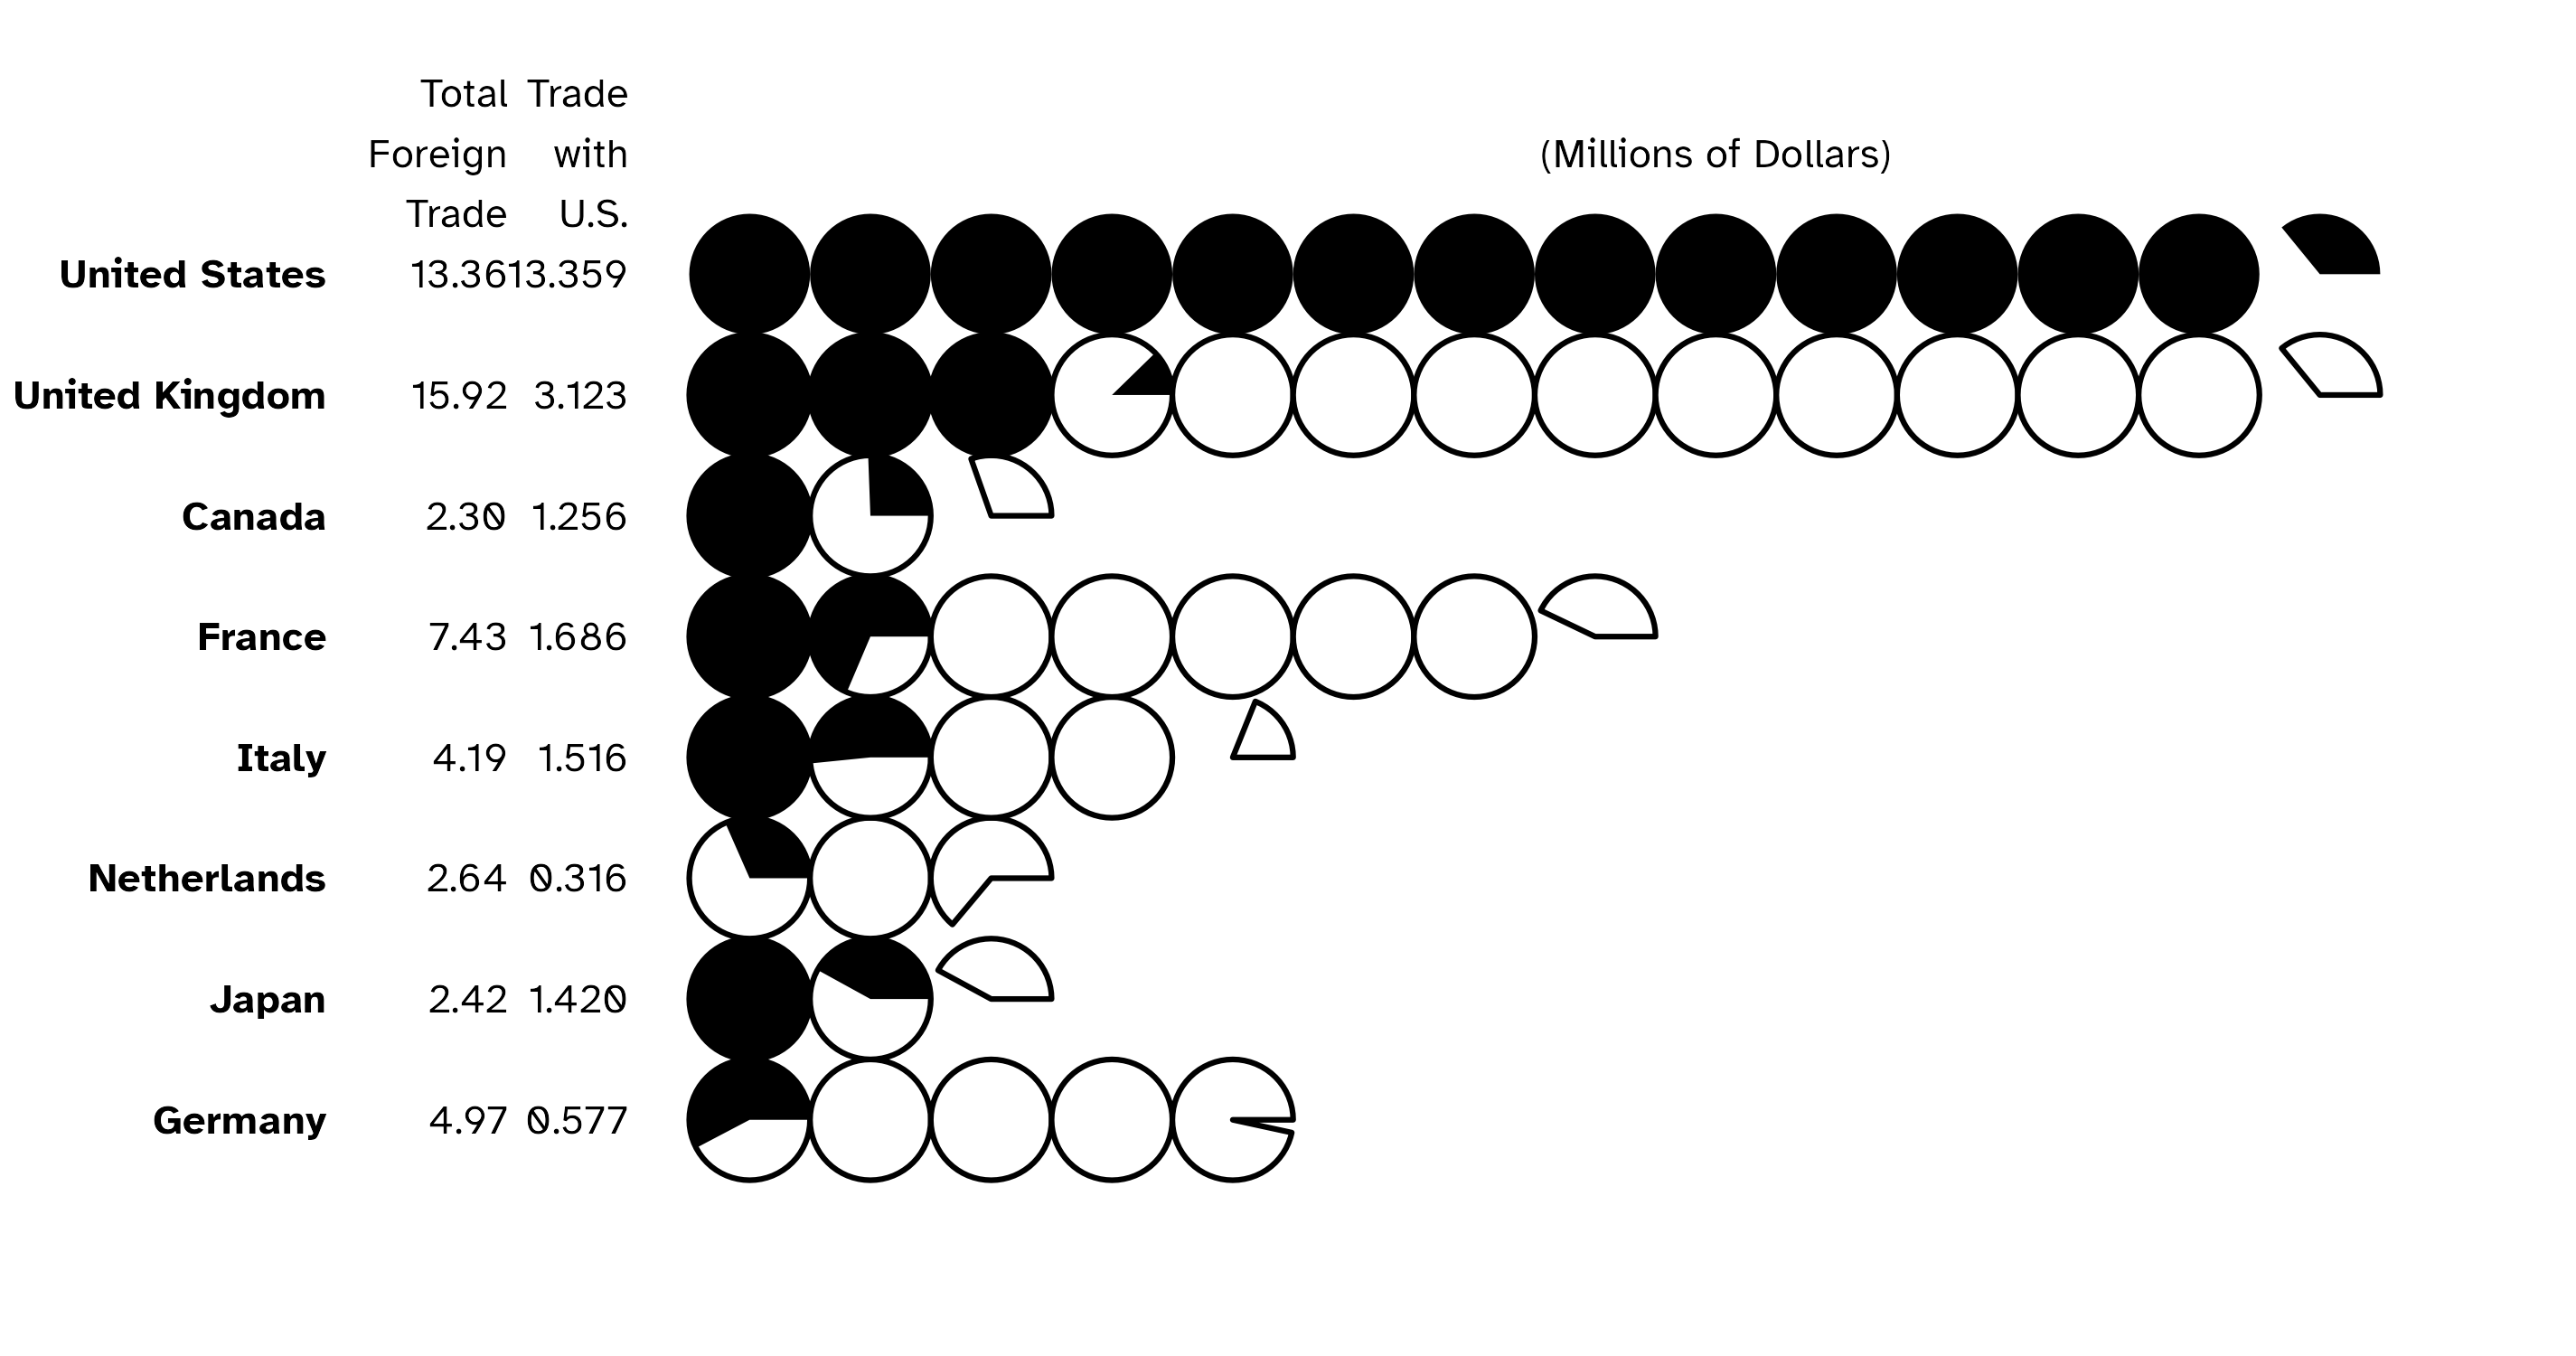 Total Trade
Foreign with (Millions of Dollars)
Trade U.S.
United States 13.36 13.359
United Kingdom 15.92 3.123
Canada 2.30 1.256
France 7.43 1.686
Italy 4.19 1.516
Netherlands 2.64 0.316
Japan 2.42 1.420
Germany 4.97 0.577